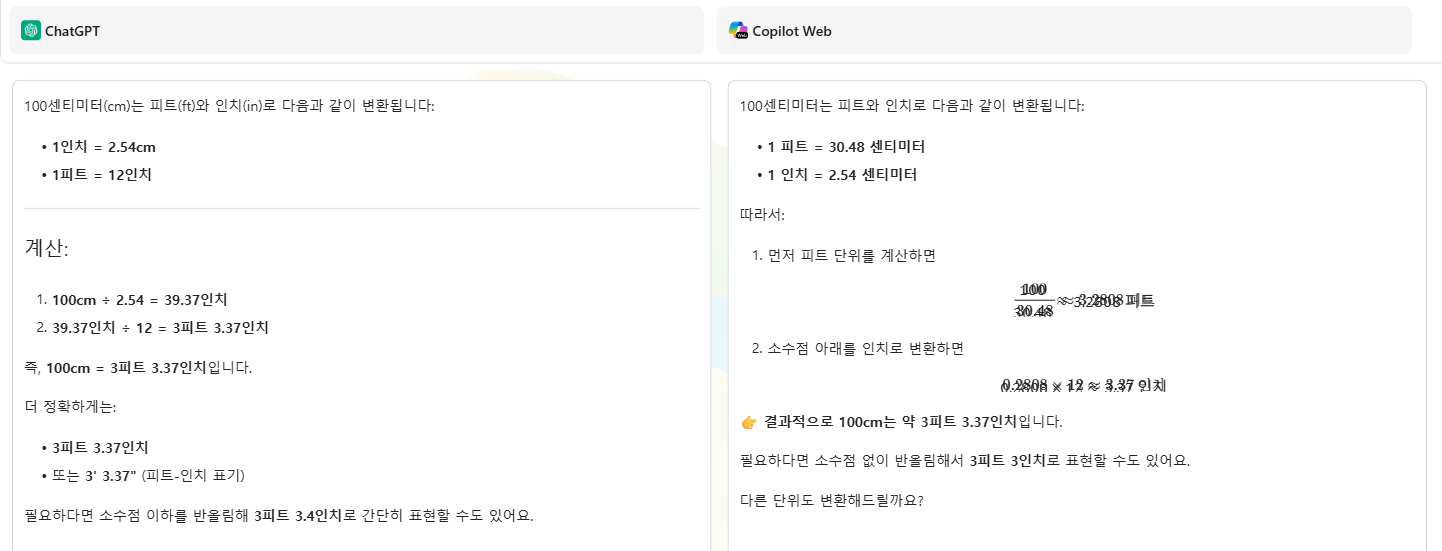 ChatGPT
Copilot Web
100센티미터(cm)는 피트(ft)와 인치(in)로 다음과 같이 변환됩니다:
• 1인치 = 2.54cm
• 1피트 = 12인치
계산:
1. 100cm ÷ 2.54 = 39.37인치
2. 39.37인치 ÷ 12 = 3피트 3.37인치
즉, 100cm = 3피트 3.37인치입니다.
더 정확하게는:
• 3피트 3.37인치
• 또는 3' 3.37" (피트-인치 표기)
필요하다면 소수점 이하를 반올림해 3피트 3.4인치로 간단히 표현할 수도 있어요.
100센티미터는 피트와 인치로 다음과 같이 변환됩니다:
• 1 피트 = 30.48 센티미터
• 1 인치 = 2.54 센티미터
따라서:
1. 먼저 피트 단위를 계산하면
100
30.48
≈ 3.2808 피트
2. 소수점 아래를 인치로 변환하면
0.2808 × 12 ≈ 3.37 인치
👉 결과적으로 100cm는 약 3피트 3.37인치입니다.
필요하다면 소수점 없이 반올림해서 3피트 3인치로 표현할 수도 있어요.
다른 단위도 변환해드릴까요?